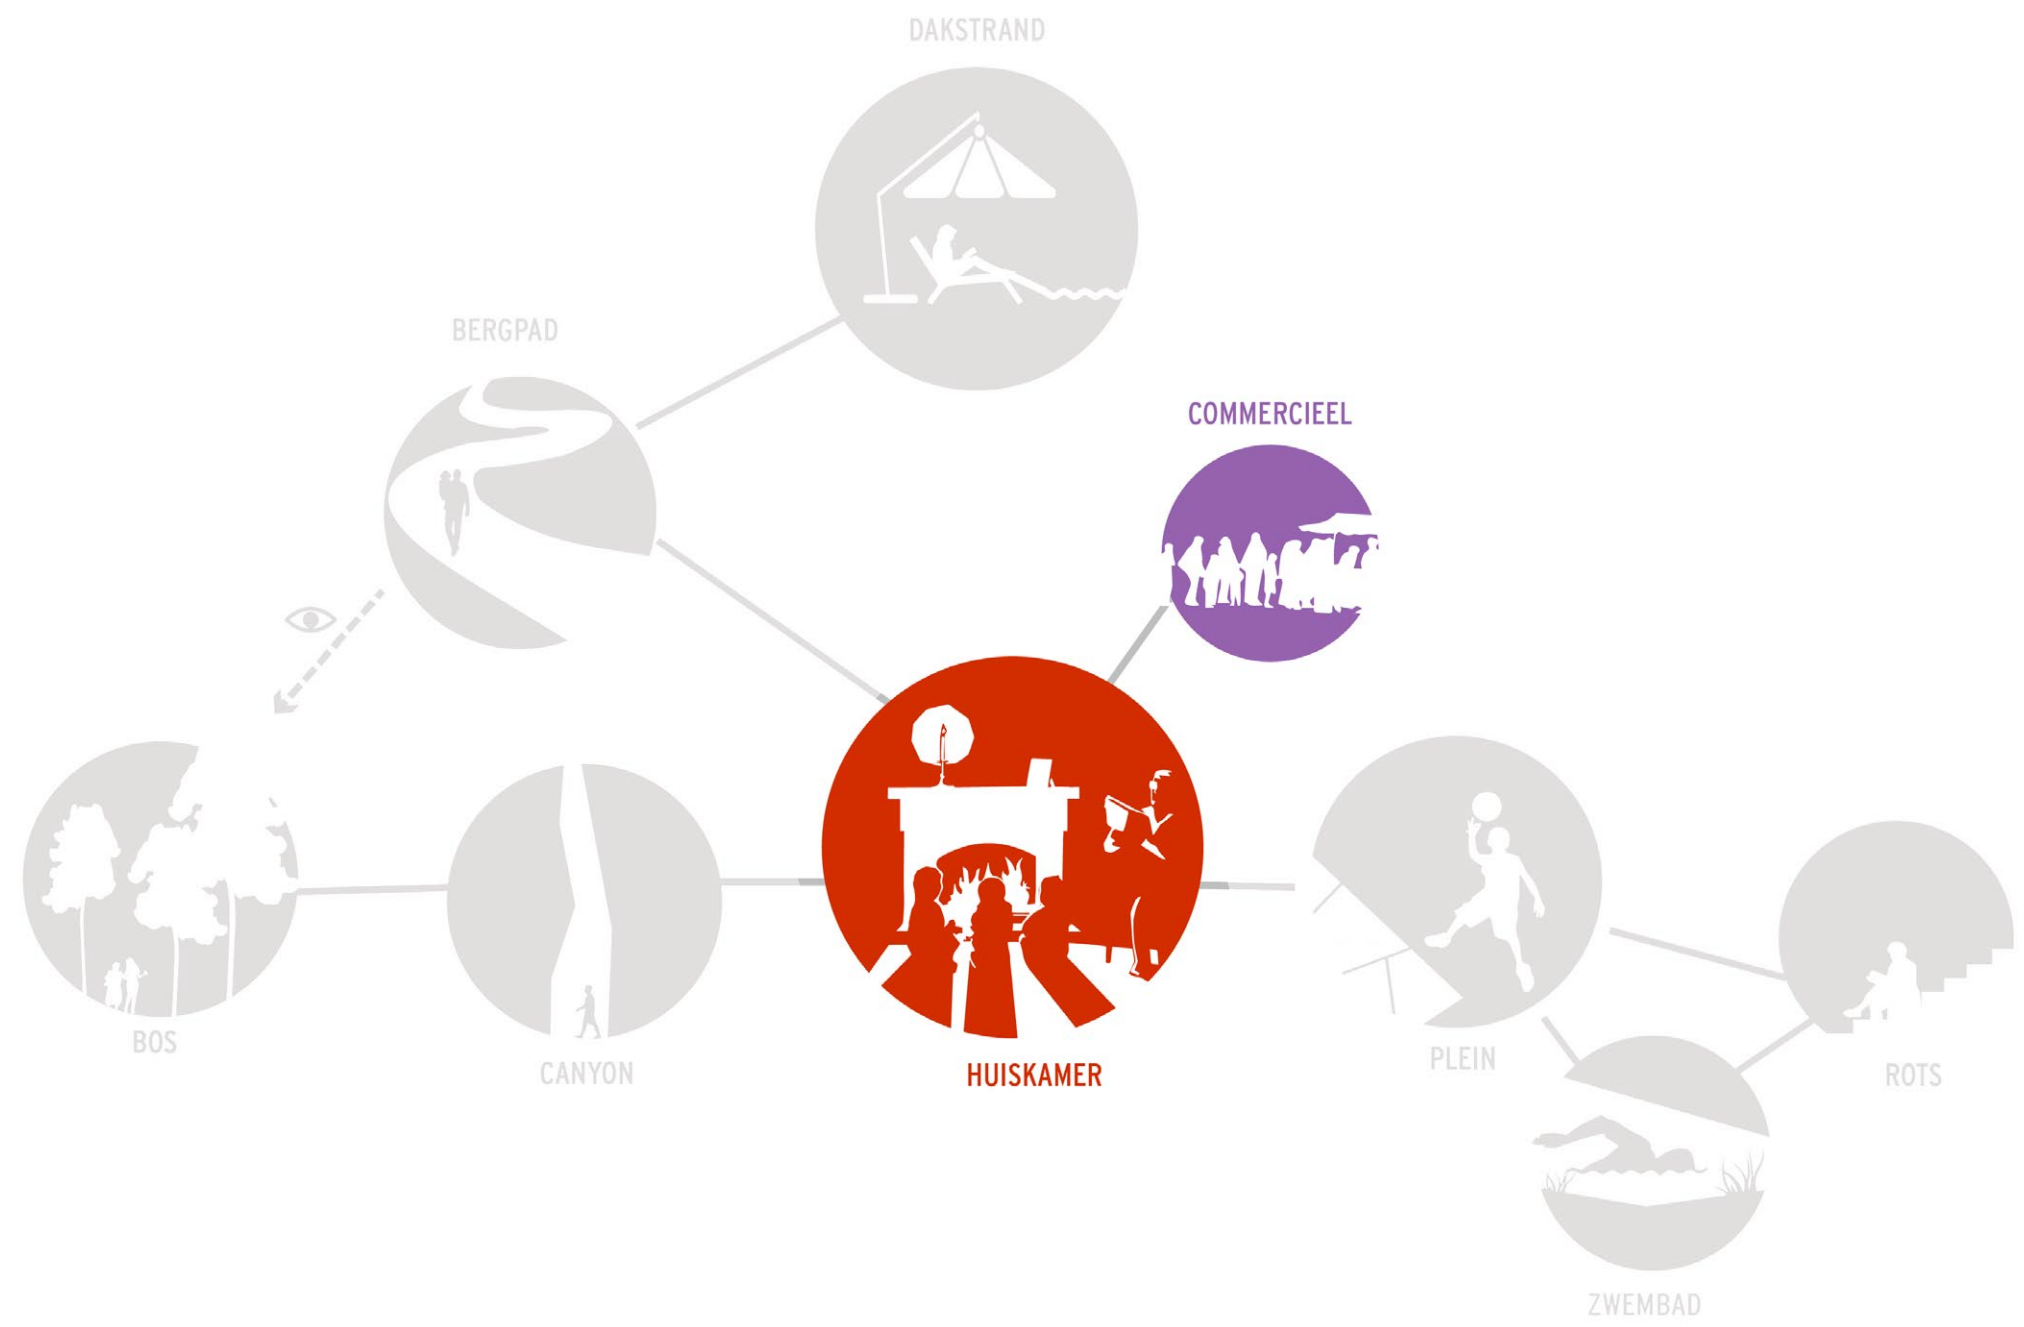 DAKSTRAND
BERGPAD
COMMERCIEEL
BOS
CANYON
HUISKAMER
PLEIN
ROTS
ZWEMBAD